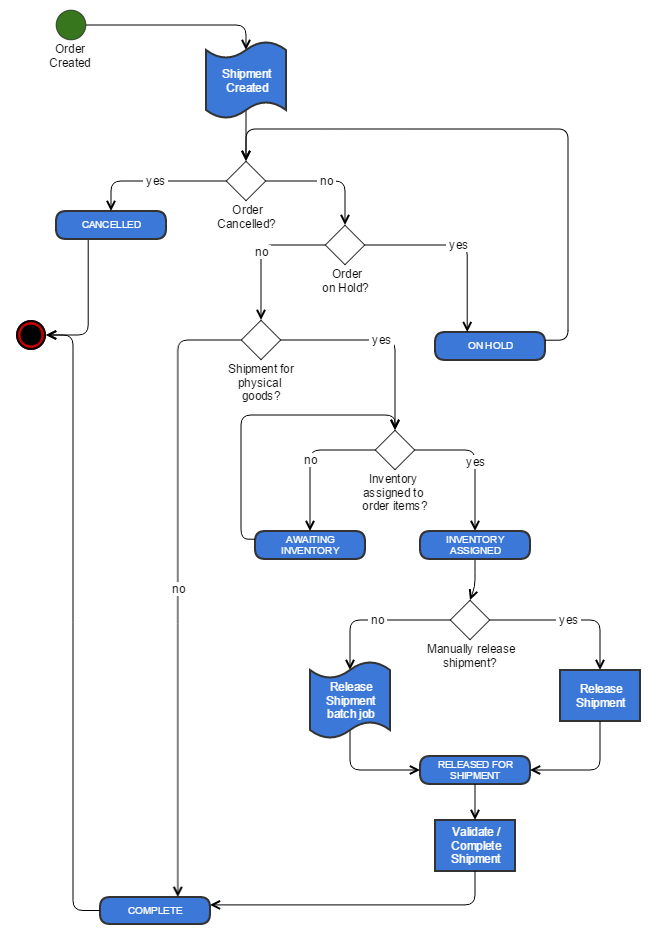 Order
Created
Shipment
Created
yes
no
Order
Cancelled?
CANCELLED
no
yes
Order
on Hold?
ON HOLD
yes
Shipment for
physical
goods?
no
yes
Inventory
assigned to
order items?
AWAITING
INVENTORY
INVENTORY
ASSIGNED
no
no
yes
Manually release
shipment?
Release
Shipment
batch job
Release
Shipment
RELEASED FOR
SHIPMENT
Validate /
Complete
Shipment
COMPLETE